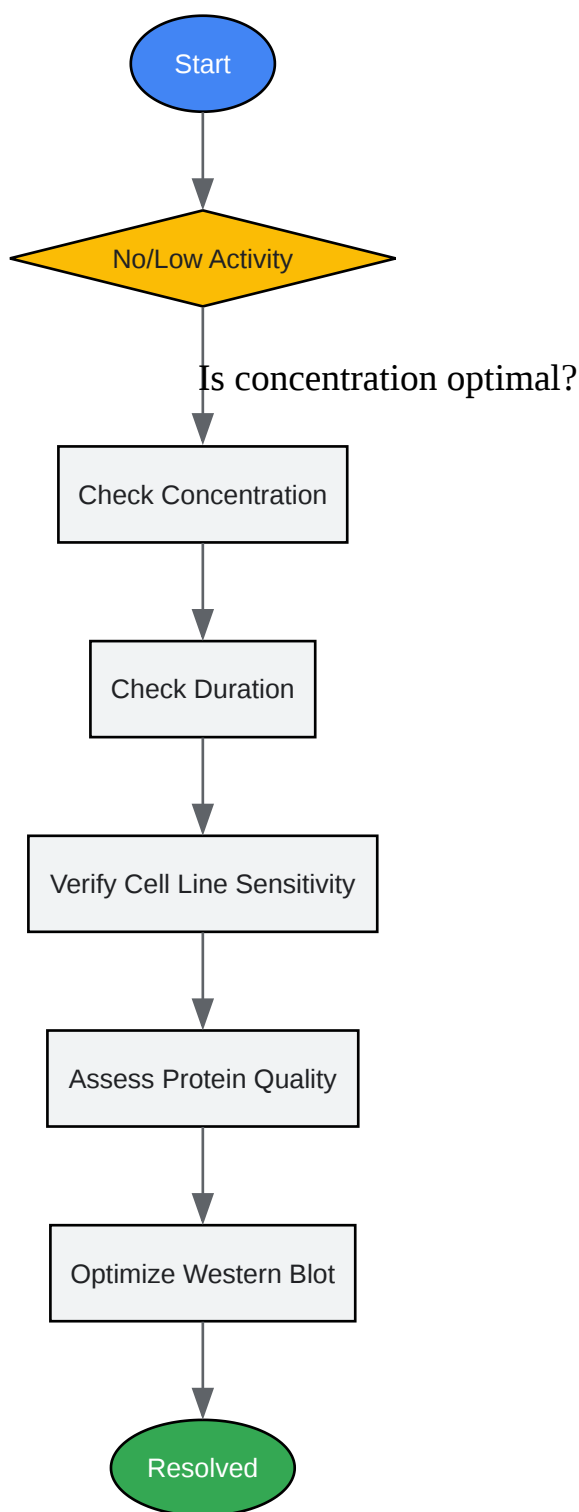 Start
No/Low Activity
Is concentration optimal?
Check Concentration
Check Duration
Verify Cell Line Sensitivity
Assess Protein Quality
Optimize Western Blot
Resolved